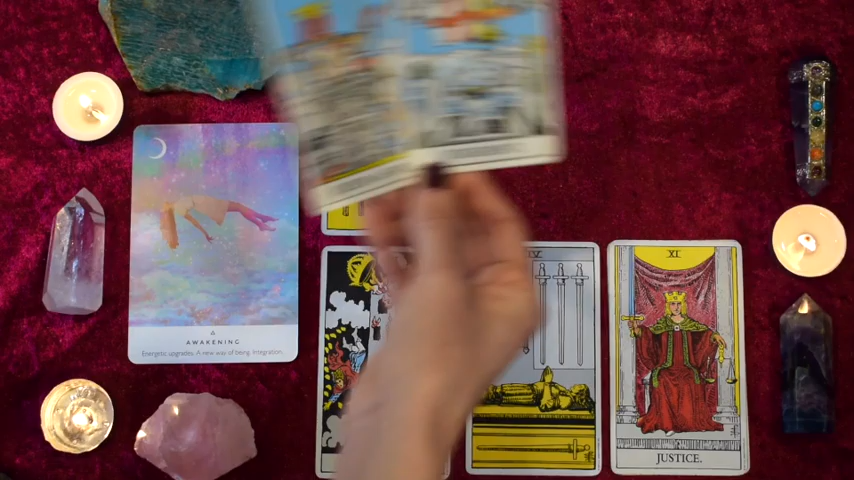 AWAKENING
Energetic upgrades. A new way of being. Integration.
IV
XI
JUSTICE.